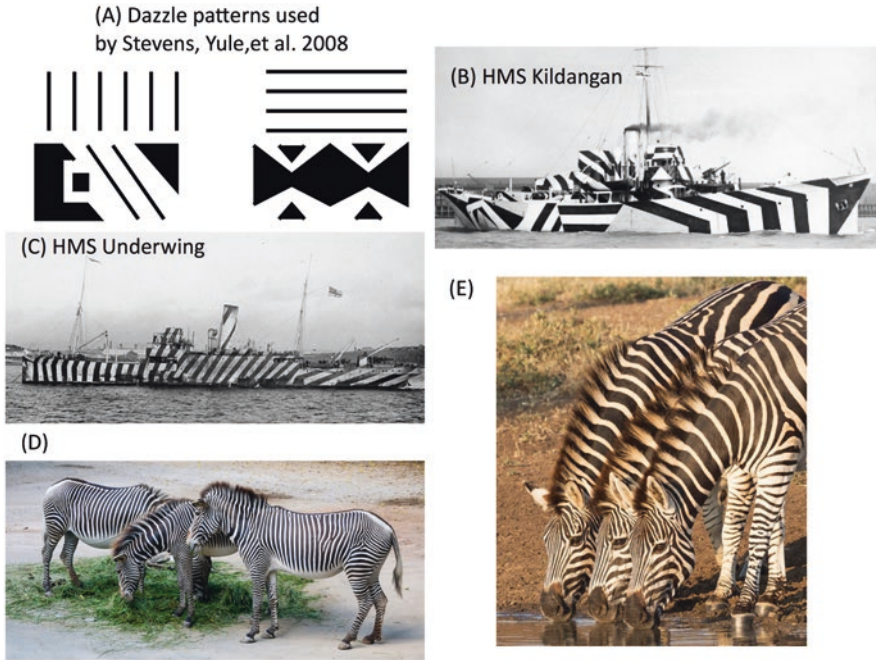 (A) Dazzle patterns used
by Stevens, Yule,et al. 2008
(B) HMS Kildangan
(C) HMS Underwing
(E)
(D)